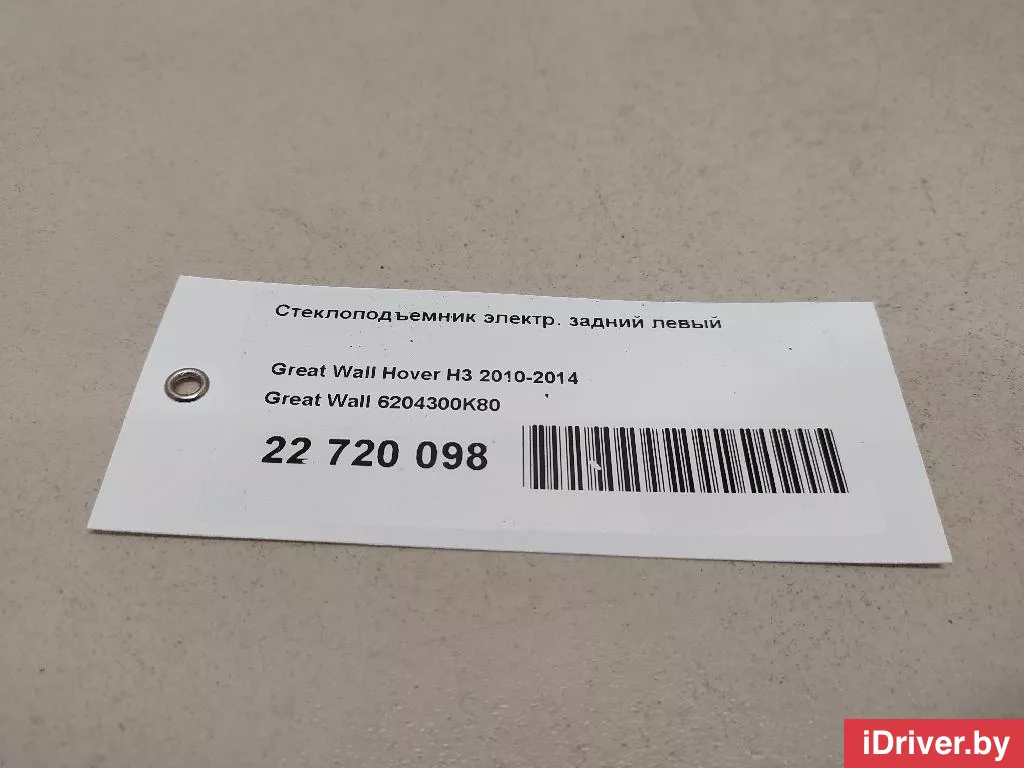 Стеклоподъемник электр. задний левый
Great Wall Hover H3 2010-2014
Great Wall 6204300K80
22 720 098
iDriver.by